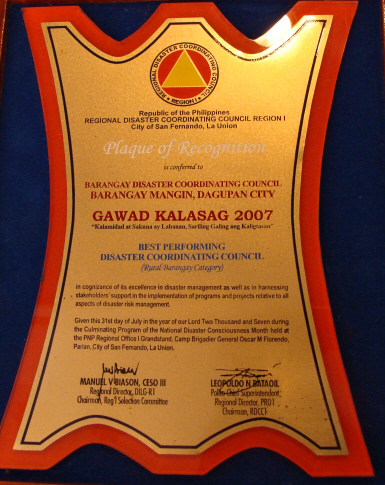 REGIONAL DISASTER COORDINATING COUNCIL
REGION I
Republic of the Philippines
REGIONAL DISASTER COORDINATING COUNCIL REGION I
City of San Fernando, La Union
Plaque of Recognition
is conferred to
BARANGAY DISASTER COORDINATING COUNCIL
BARANGAY MANGIN, DAGUPAN CITY
GAWAD KALASAG 2007
"Kalamidad at Sakuna ay Labanan, Sariling Galing ang Kaligtasan"
BEST PERFORMING
DISASTER COORDINATING COUNCIL
(Rural Barangay Category)
in cognizance of its excellence in disaster management as well as in harnessing
stakeholders' support in the implementation of programs and projects relative to all
aspects of disaster risk management.
Given this 31st day of July in the year of our Lord Two Thousand and Seven during
the Culminating Program of the National Disaster Consciousness Month held at
the PNP Regional Office I Grandstand, Camp Brigadier General Oscar M Florendo,
Parian, City of San Fernando, La Union.
MANUEL V BIASON, CESO III
Regional Director, DILG-R1
Chairman, Reg'l Selection Committee
LEOPOLDO N BATAOIL
Police Chief Superintendent
Regional Director, PRO1
Chairman, RDCC1